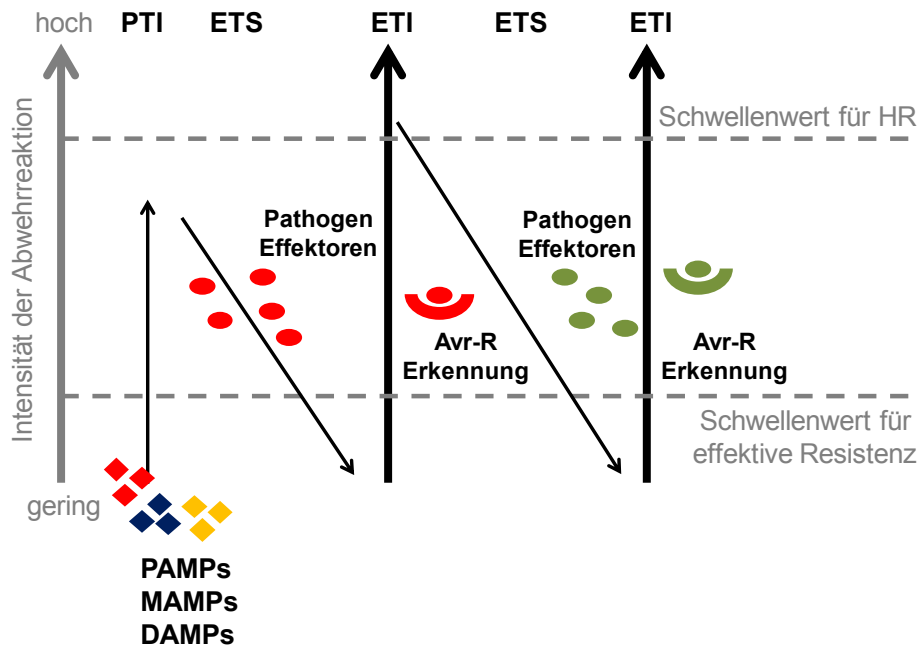 hoch PTI ETS ETI ETS ETI
Intensität der Abwehrreaktion
Schwellenwert für HR
Pathogen
Effektoren
Pathogen
Effektoren
Avr-R
Erkennung
Avr-R
Erkennung
Schwellenwert für
effektive Resistenz
gering
PAMPs
MAMPs
DAMPs